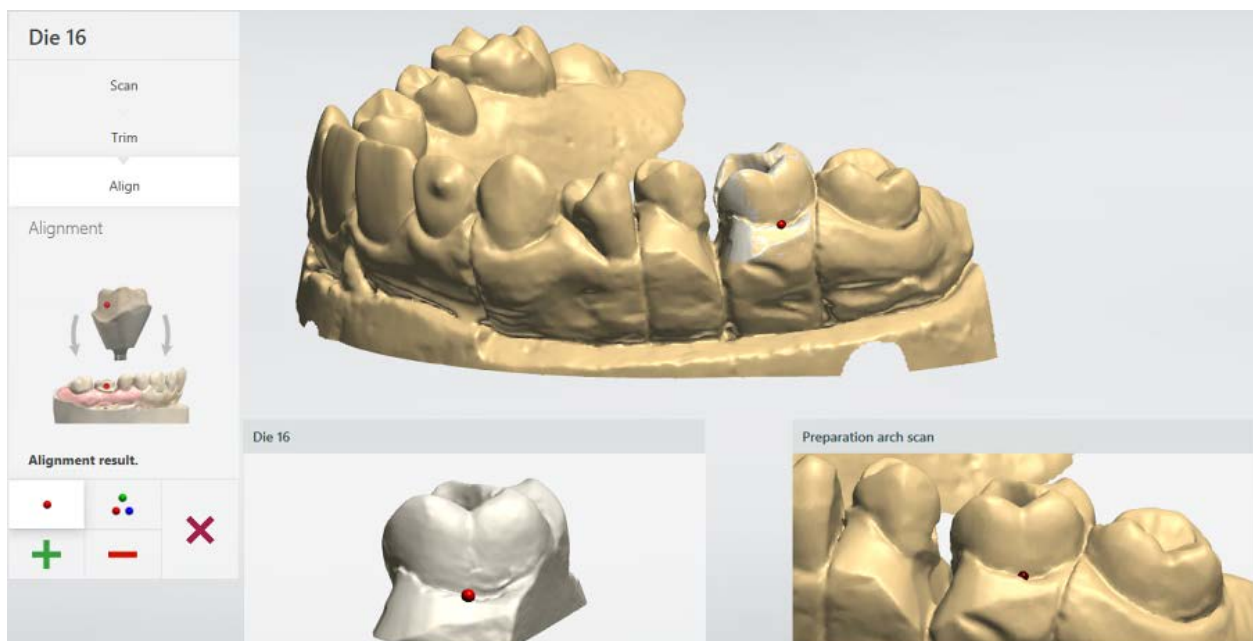 Die 16
Scan
Trim
Align
Alignment
Alignment result.
Die 16
Preparation arch scan